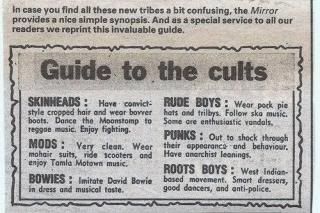 In case you find all these new tribes a bit confusing, the Mirror
provides a nice simple synopsis. And as a special service to all our
readers we reprint this invaluable guide.
Guide to the cults
SKINHEADS : Have convict-
style cropped hair and wear bovver
boots. Dance the Moonstomp to
reggae music. Enjoy fighting.
MODS : Very clean. Wear
mohair suits, ride scooters and
enjoy Tamla Motown music.
BOWIES : Imitate David Bowie
in dress and musical taste.
RUDE BOYS : Wear pork pie
hats and trilbys. Follow ska music.
Some are enthusiastic vandals.
PUNKS : Out to shock through
their appearance and behaviour.
Have anarchist leanings.
ROOTS BOYS : West Indian-
based movement. Smart dressers,
good dancers, and anti-police.